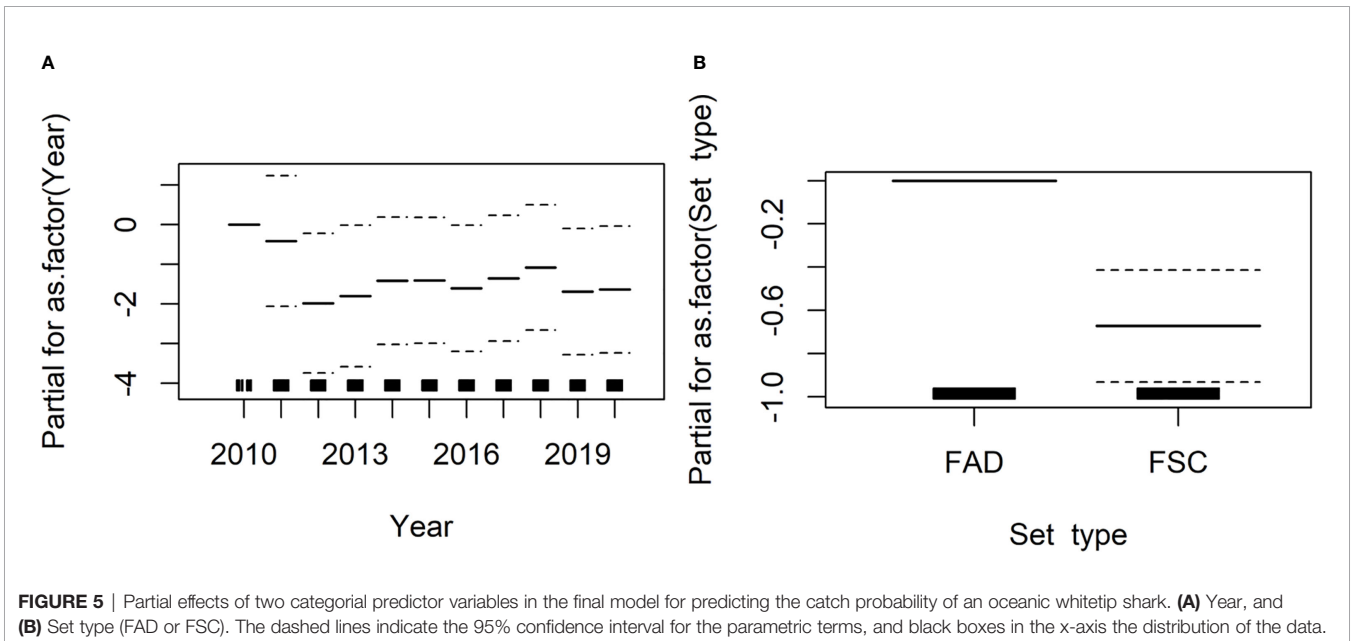 A
B
Partial for as.factor(Year)
0
-2
-4
2010
2013
2016
2019
Year
Partial for as.factor(Set type)
-0.2
-0.6
-1.0
FAD
FSC
Set type
FIGURE 5 | Partial effects of two categorial predictor variables in the final model for predicting the catch probability of an oceanic whitetip shark. (A) Year, and
(B) Set type (FAD or FSC). The dashed lines indicate the 95% confidence interval for the parametric terms, and black boxes in the x-axis the distribution of the data.